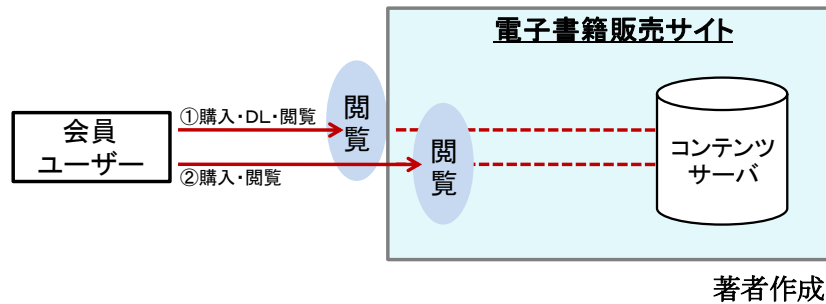 電子書籍販売サイト
①購入・DL・閲覧
閲
覧
会員
ユーザー
閲
覧
②購入・閲覧
コンテンツ
サーバ
著者作成